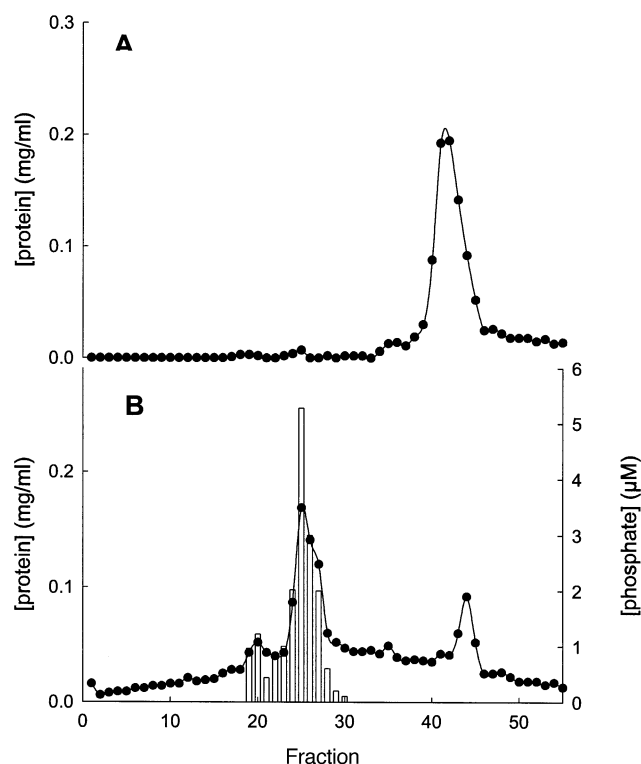 0.3
A
0.2
[protein] (mg/ml)
0.1
0.0
6
B
5
0.2
4
[protein] (mg/ml)
3
[phosphate] (μM)
0.1
2
1
0.0
0
0 10 20 30 40 50
Fraction